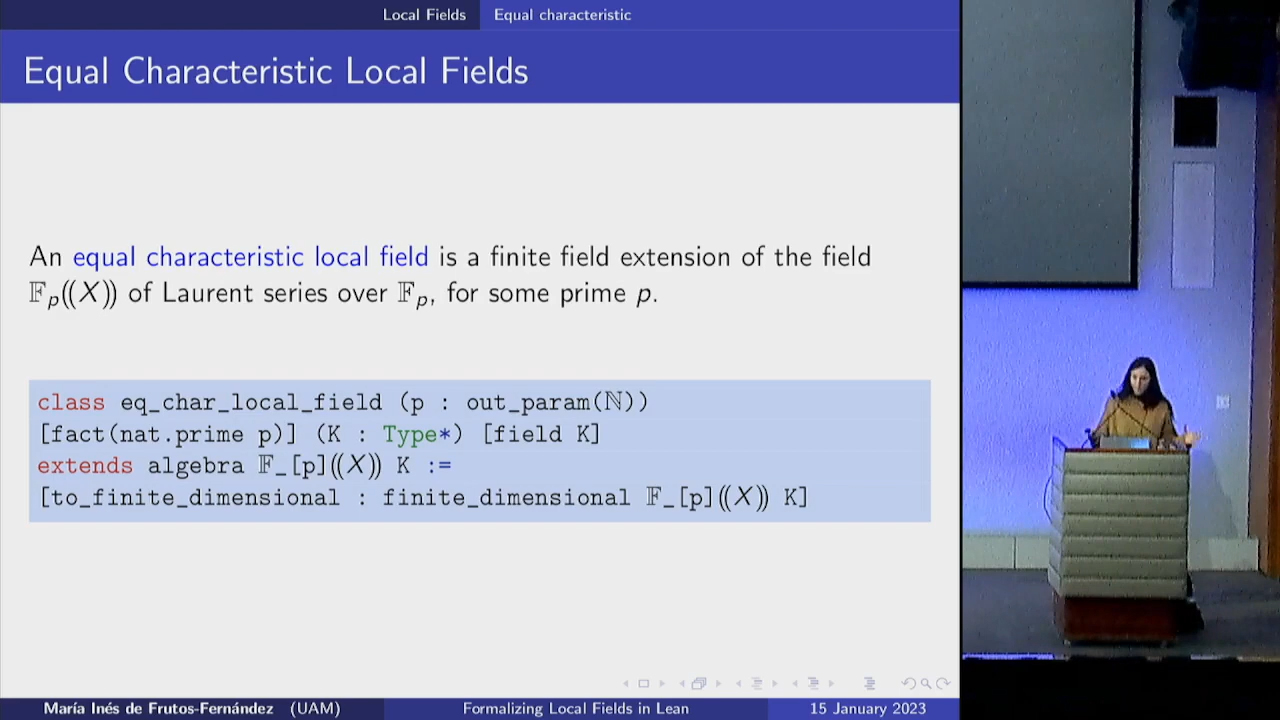 Local Fields Equal characteristic
Equal Characteristic Local Fields
An equal characteristic local field is a finite field extension of the field
𝔽ₚ((X)) of Laurent series over 𝔽ₚ, for some prime p.
class eq_char_local_field (p : out_param(ℕ))
[fact(nat.prime p)] (K : Type*) [field K]
extends algebra 𝔽_[p]((X)) K :=
[to_finite_dimensional : finite_dimensional 𝔽_[p]((X)) K]
María Inés de Frutos-Fernández (UAM) Formalizing Local Fields in Lean 15 January 2023